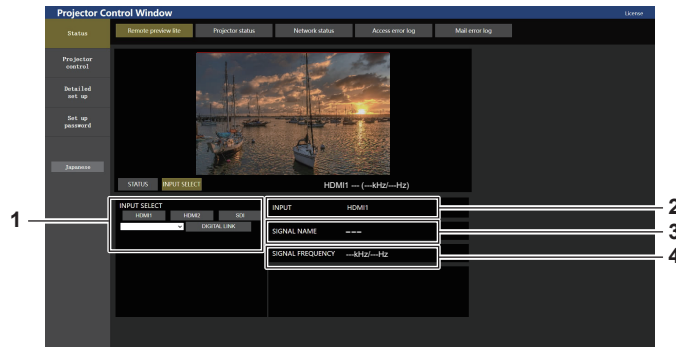 Projector Control Window
License
Status
Remote preview lite
Projector status
Network status
Access error log
Mail error log
Projector
control
Detailed
set up
Set up
password
Japanese
STATUS
INPUT SELECT
HDMI1 --- (---kHz/---Hz)
INPUT SELECT
HDMI1
HDMI2
SDI
DIGITAL LINK
INPUT
HDMI1
SIGNAL NAME
---
SIGNAL FREQUENCY
---kHz/---Hz
1
2
3
4